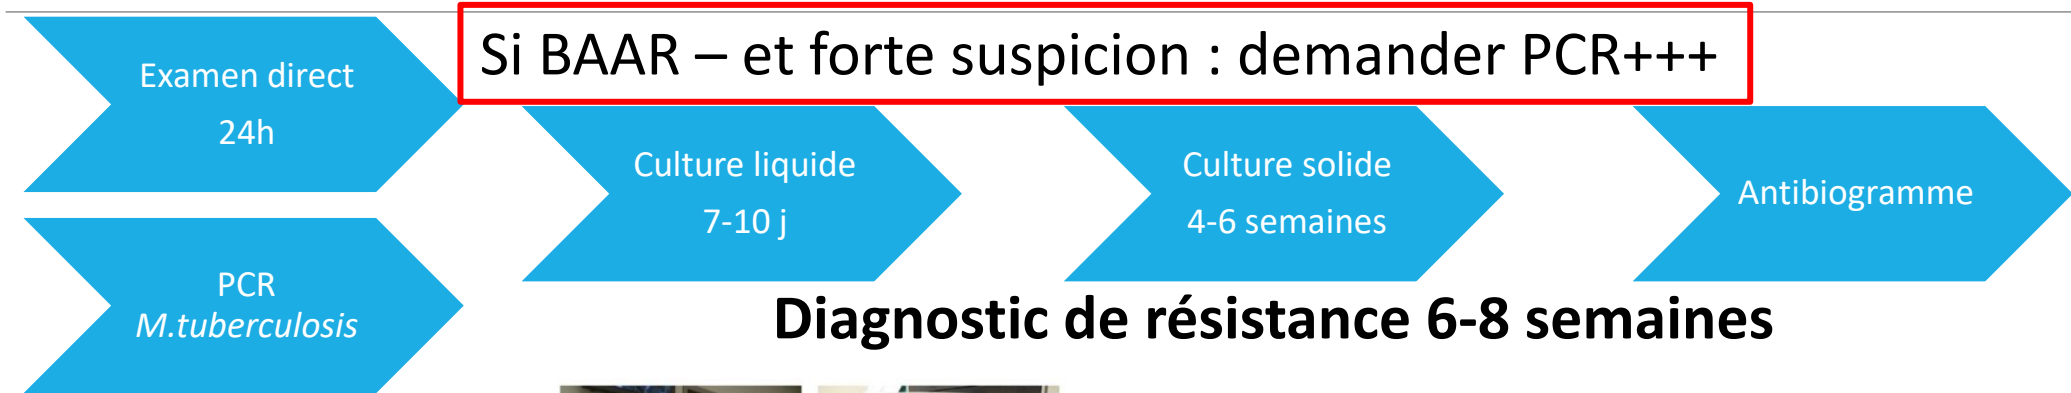 Si BAAR – et forte suspicion : demander PCR+++
Examen direct
24h
PCR
M.tuberculosis
Culture liquide
7-10 j
Culture solide
4-6 semaines
Antibiogramme
Diagnostic de résistance 6-8 semaines